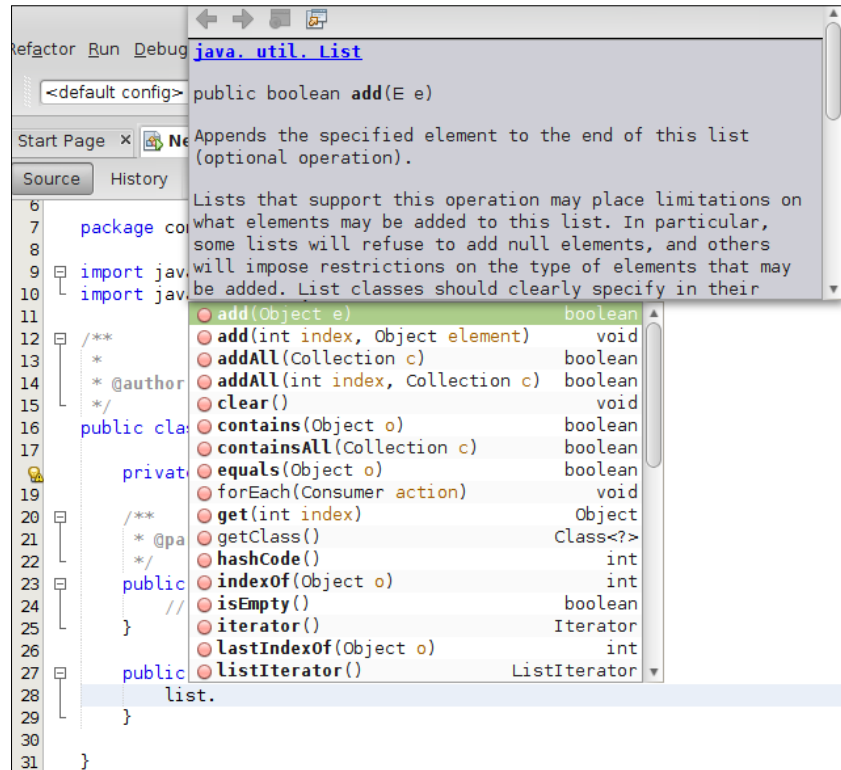 Refactor Run Debug
<default config>
Start Page × Ne
Source History
java. util. List
public boolean add(E e)
Appends the specified element to the end of this list
(optional operation).
Lists that support this operation may place limitations on
what elements may be added to this list. In particular,
some lists will refuse to add null elements, and others
will impose restrictions on the type of elements that may
be added. List classes should clearly specify in their
6
7 package co
8
9 import jav
10 import jav
11
12 /**
13 *
14 * @author
15 */
16 public cla
17
privat
19
20 /**
21 * @pa
22 */
23 public
24 //
25 }
26
27 public
28 list.
29 }
30
31 }
add(Object e) boolean
add(int index, Object element) void
addAll(Collection c) boolean
addAll(int index, Collection c) boolean
clear() void
contains(Object o) boolean
containsAll(Collection c) boolean
equals(Object o) boolean
forEach(Consumer action) void
get(int index) Object
getClass() Class<?>
hashCode() int
indexOf(Object o) int
isEmpty() boolean
iterator() Iterator
lastIndexOf(Object o) int
listIterator() ListIterator